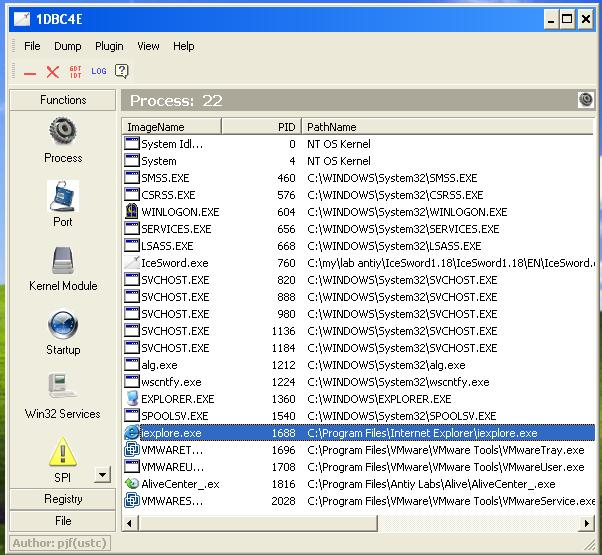 1DBC4E
File Dump Plugin View Help
GDT IDT LOG
Functions
Process: 22
ImageName PID PathName
System Idl... 0 NT OS Kernel
System 4 NT OS Kernel
SMSS.EXE 460 C:\WINDOWS\System32\SMSS.EXE
CSRSS.EXE 576 C:\WINDOWS\System32\CSRSS.EXE
WINLOGON.EXE 604 C:\WINDOWS\System32\WINLOGON.EXE
SERVICES.EXE 656 C:\WINDOWS\System32\SERVICES.EXE
LSASS.EXE 668 C:\WINDOWS\System32\LSASS.EXE
IceSword.exe 760 C:\my\lab antiy\IceSword1.18\IceSword1.18\EN\IceSword.e
SVCHOST.EXE 820 C:\WINDOWS\System32\SVCHOST.EXE
SVCHOST.EXE 888 C:\WINDOWS\System32\SVCHOST.EXE
SVCHOST.EXE 980 C:\WINDOWS\System32\SVCHOST.EXE
SVCHOST.EXE 1136 C:\WINDOWS\System32\SVCHOST.EXE
SVCHOST.EXE 1184 C:\WINDOWS\System32\SVCHOST.EXE
alg.exe 1212 C:\WINDOWS\System32\alg.exe
wscntfy.exe 1224 C:\WINDOWS\System32\wscntfy.exe
EXPLORER.EXE 1360 C:\WINDOWS\EXPLORER.EXE
SPOOLSV.EXE 1540 C:\WINDOWS\System32\SPOOLSV.EXE
iexplore.exe 1688 C:\Program Files\Internet Explorer\iexplore.exe
VMWARET... 1696 C:\Program Files\VMware\VMware Tools\VMwareTray.exe
VMWAREU... 1708 C:\Program Files\VMware\VMware Tools\VMwareUser.exe
AliveCenter_.ex 1816 C:\Program Files\Antiy Labs\Alive\AliveCenter_.exe
VMWARES... 2028 C:\Program Files\VMware\VMware Tools\VMwareService.exe
Process
Port
Kernel Module
Startup
Win32 Services
SPI
Registry
File
Author: pjf(ustc)